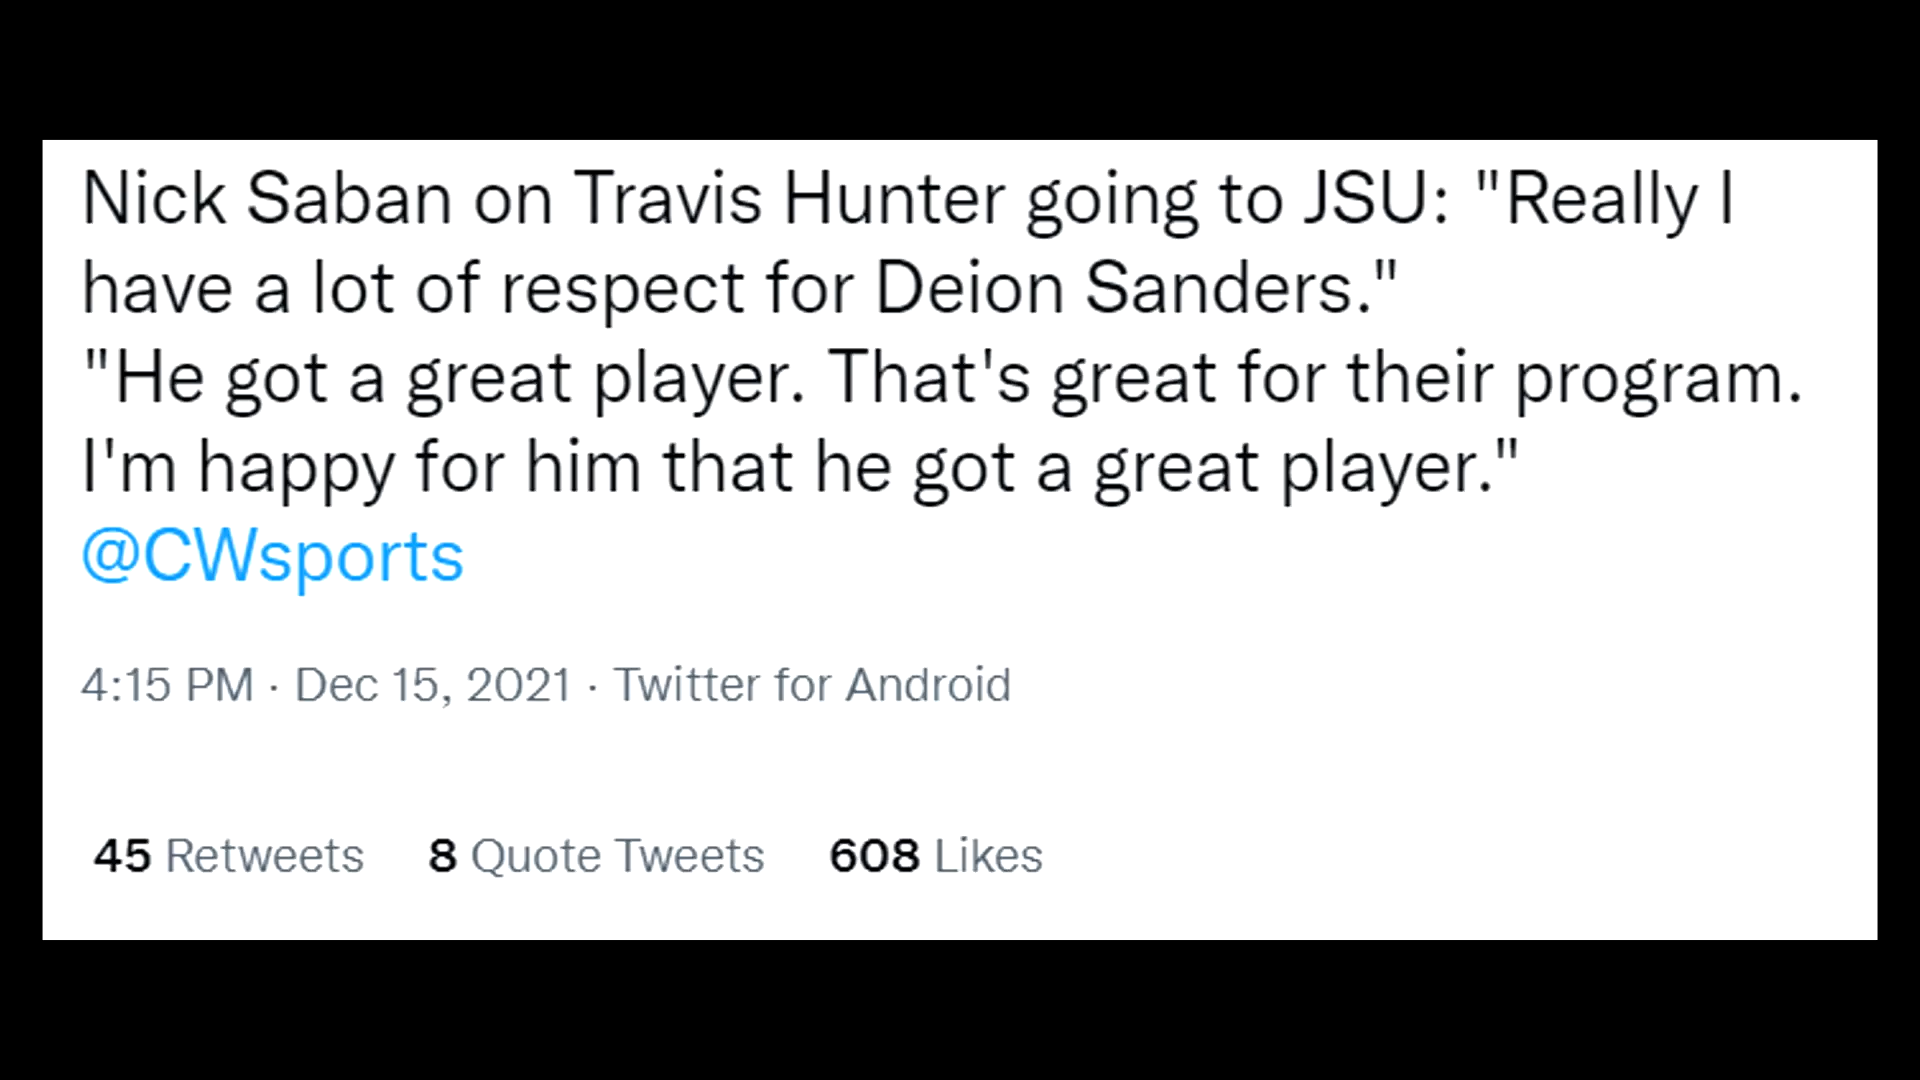 Nick Saban on Travis Hunter going to JSU: "Really I
have a lot of respect for Deion Sanders."
"He got a great player. That's great for their program.
I'm happy for him that he got a great player."
@CWsports
4:15 PM · Dec 15, 2021 · Twitter for Android
45 Retweets 8 Quote Tweets 608 Likes